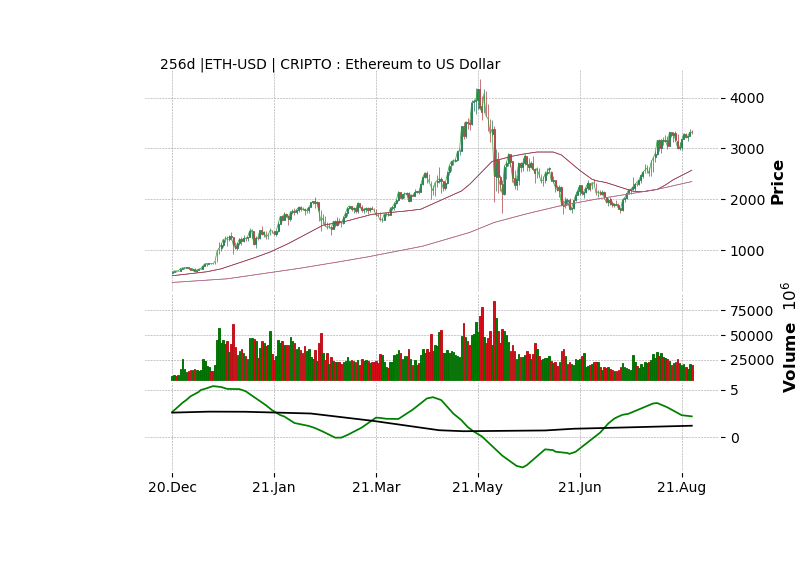 256d |ETH-USD | CRIPTO : Ethereum to US Dollar
4000
3000
2000
1000
Price
75000
50000
25000
Volume 10^6
5
0
20.Dec 21.Jan 21.Mar 21.May 21.Jun 21.Aug